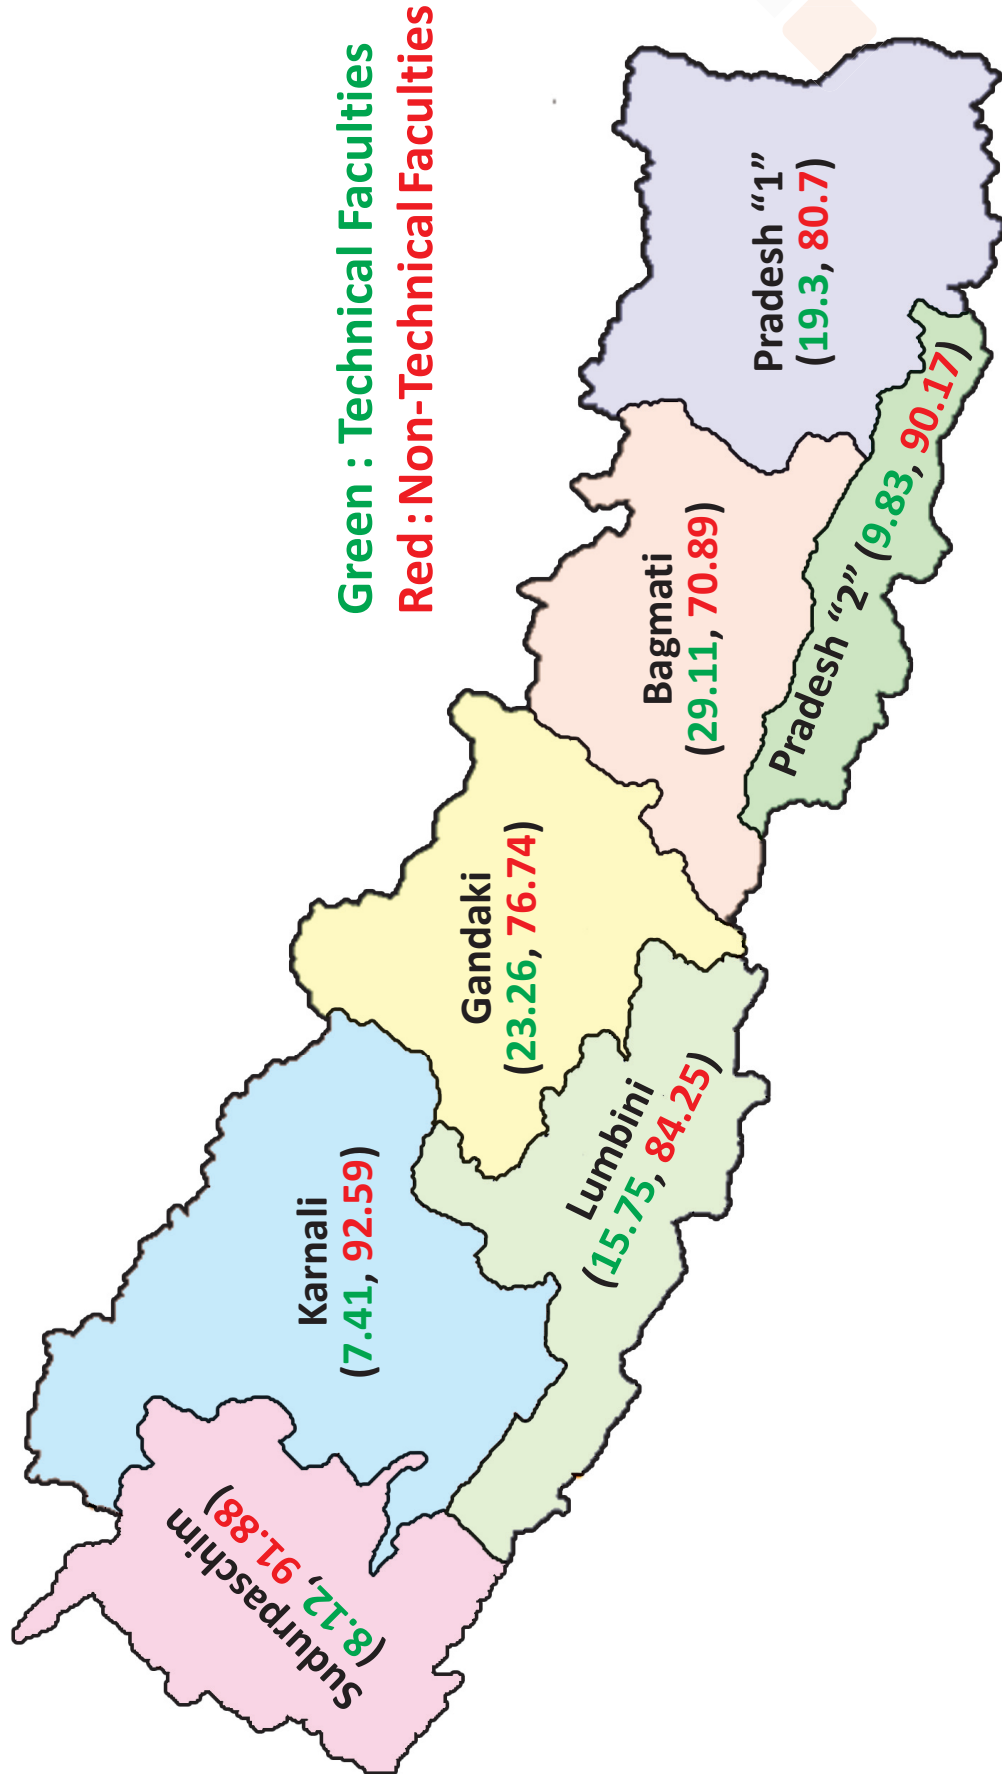 Green : Technical Faculties
Red : Non-Technical Faculties
Sudurpaschim
(8.12, 91.88)
Karnali
(7.41, 92.59)
Gandaki
(23.26, 76.74)
Lumbini
(15.75, 84.25)
Bagmati
(29.11, 70.89)
Pradesh “2” (9.83, 90.17)
Pradesh “1”
(19.3, 80.7)